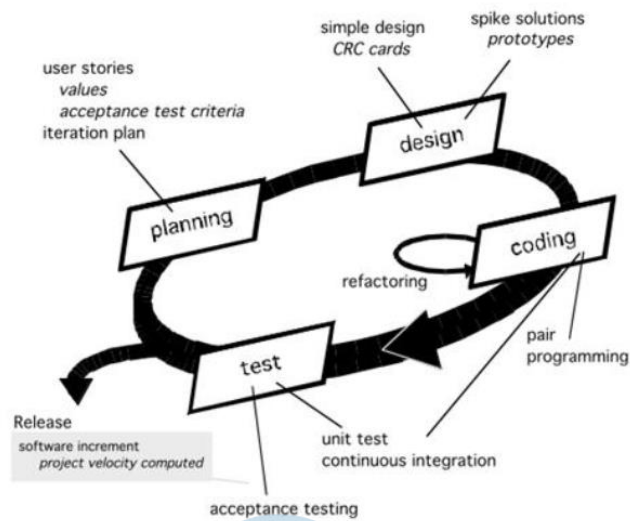 simple design
CRC cards
spike solutions
prototypes
user stories
values
acceptance test criteria
iteration plan
design
planning
coding
refactoring
pair
programming
test
unit test
continuous integration
Release
software increment
project velocity computed
acceptance testing